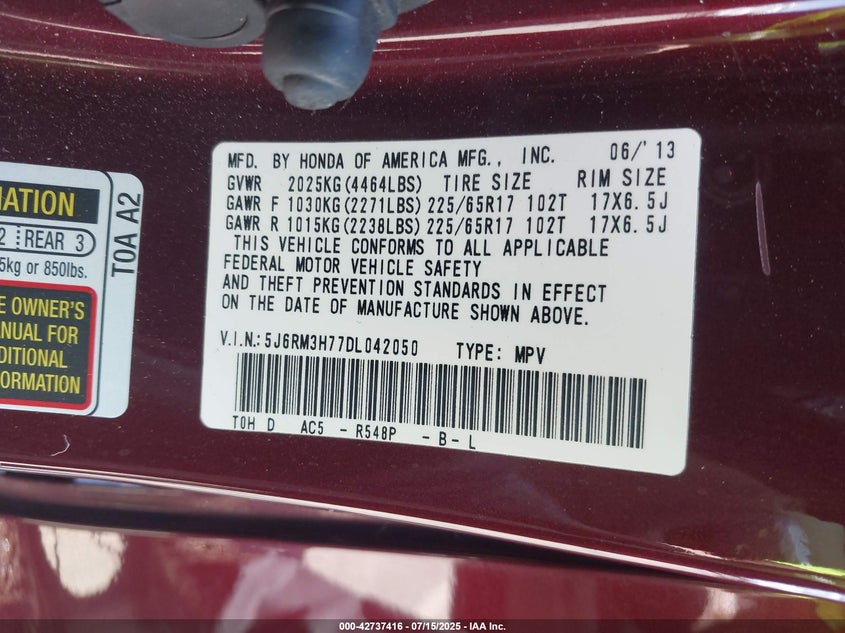 MFD. BY HONDA OF AMERICA MFG., INC. 06/'13
GVWR 2025KG(4464LBS) TIRE SIZE RIM SIZE
GAWR F 1030KG(2271LBS) 225/65R17 102T 17X6.5J
GAWR R 1015KG(2238LBS) 225/65R17 102T 17X6.5J
THIS VEHICLE CONFORMS TO ALL APPLICABLE
FEDERAL MOTOR VEHICLE SAFETY
AND THEFT PREVENTION STANDARDS IN EFFECT
ON THE DATE OF MANUFACTURE SHOWN ABOVE.
V.I.N.: 5J6RM3H77DL042050 TYPE: MPV
T0H D AC5 - R548P - B - L
2 REAR 3
5kg or 850lbs.
OWNER'S
FOR
T0A A2
000-42737416 - 07/15/2025 - IAA Inc.